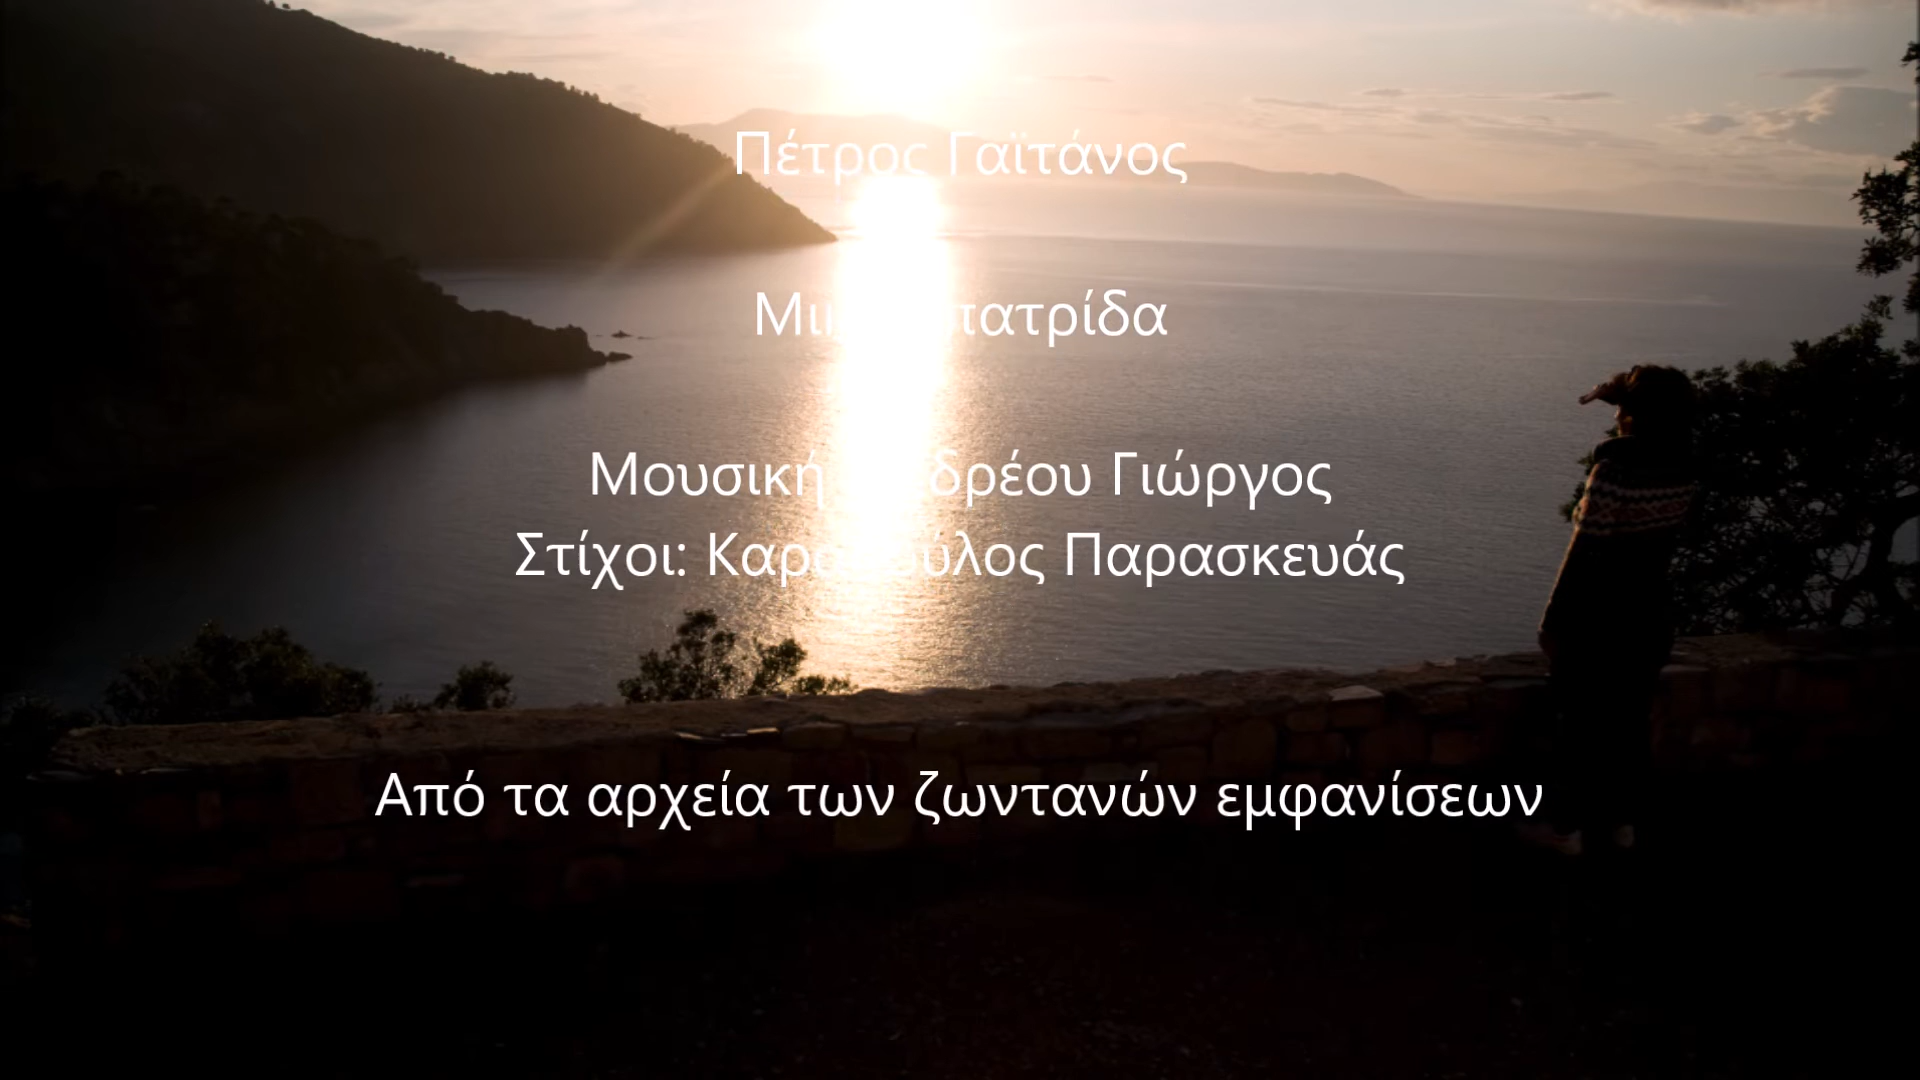 Πέτρος Γαϊτάνος
πατρίδα
Μουσική Γιώργος
Στίχοι: Παρασκευάς
Από τα αρχεία των ζωντανών εμφανίσεων